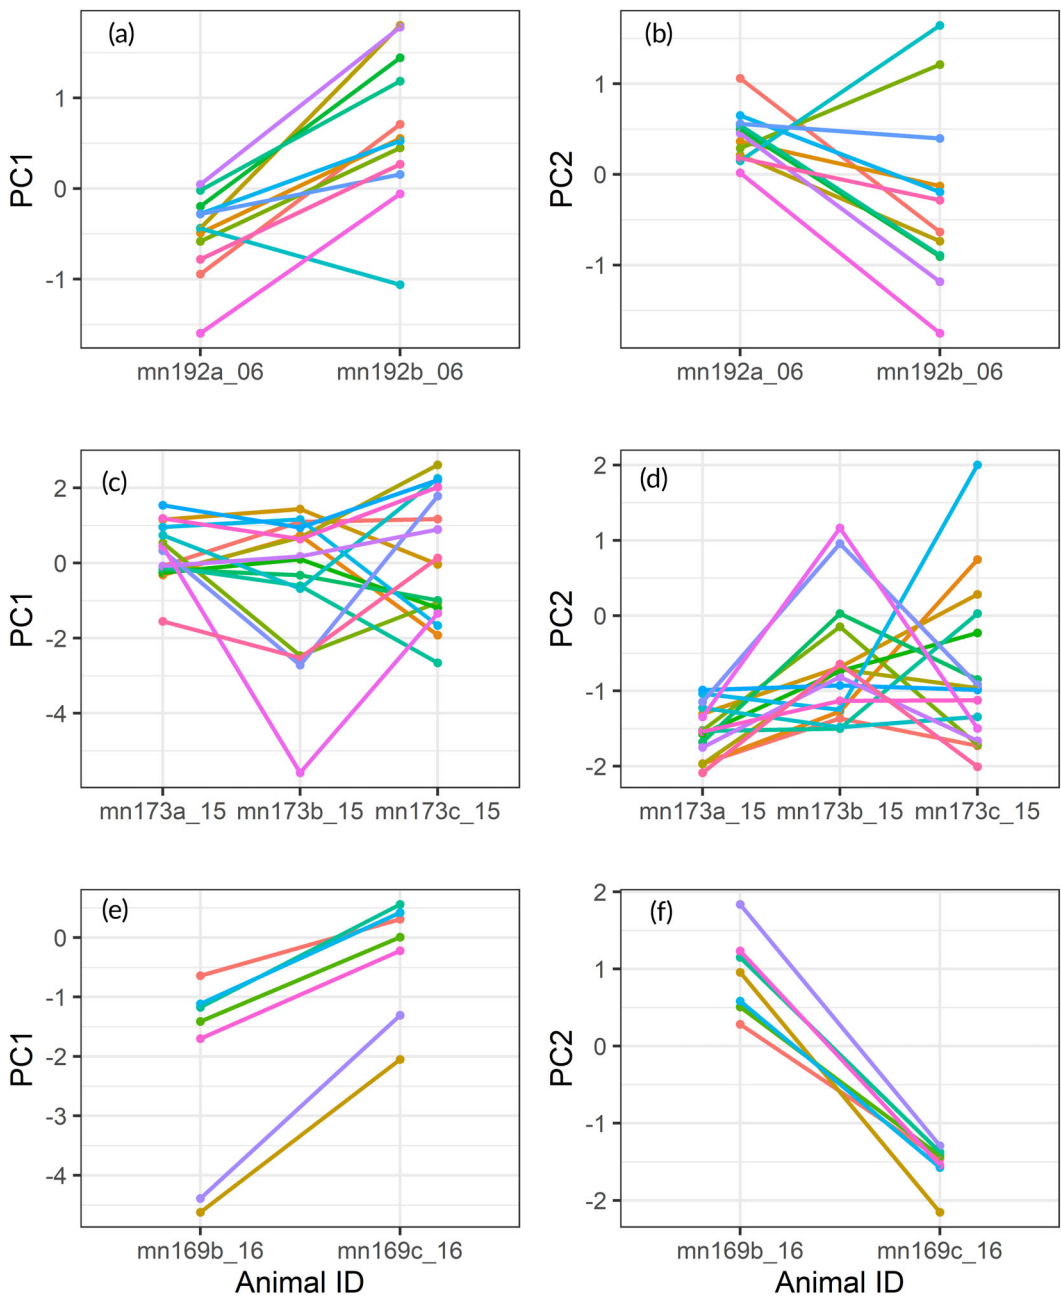 (a)
PC1
1
0
-1
mn192a_06 mn192b_06
(b)
PC2
1
0
-1
mn192a_06 mn192b_06
(c)
PC1
2
0
-2
-4
mn173a_15 mn173b_15 mn173c_15
(d)
PC2
2
1
0
-1
-2
mn173a_15 mn173b_15 mn173c_15
(e)
PC1
0
-1
-2
-3
-4
mn169b_16 mn169c_16
Animal ID
(f)
PC2
2
1
0
-1
-2
mn169b_16 mn169c_16
Animal ID